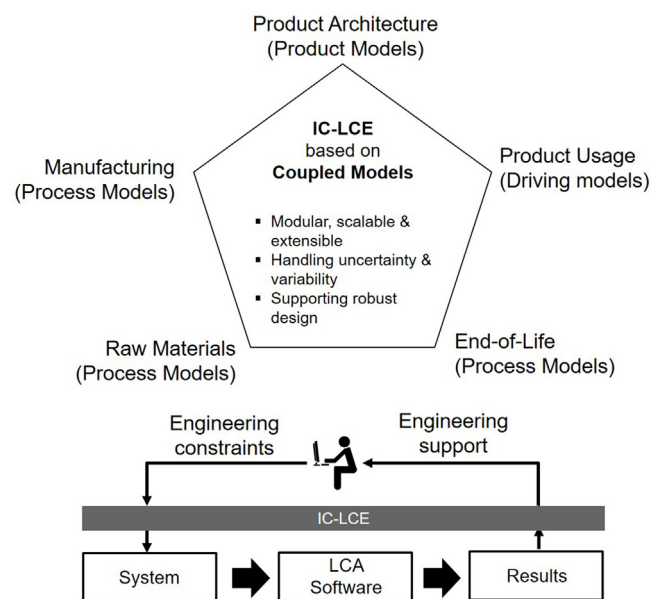 Product Architecture
(Product Models)
IC-LCE
based on
Coupled Models
Manufacturing
(Process Models)
Product Usage
(Driving models)
▪ Modular, scalable &
extensible
▪ Handling uncertainty &
variability
▪ Supporting robust
design
Raw Materials
(Process Models)
End-of-Life
(Process Models)
Engineering
constraints
Engineering
support
IC-LCE
System
LCA
Software
Results